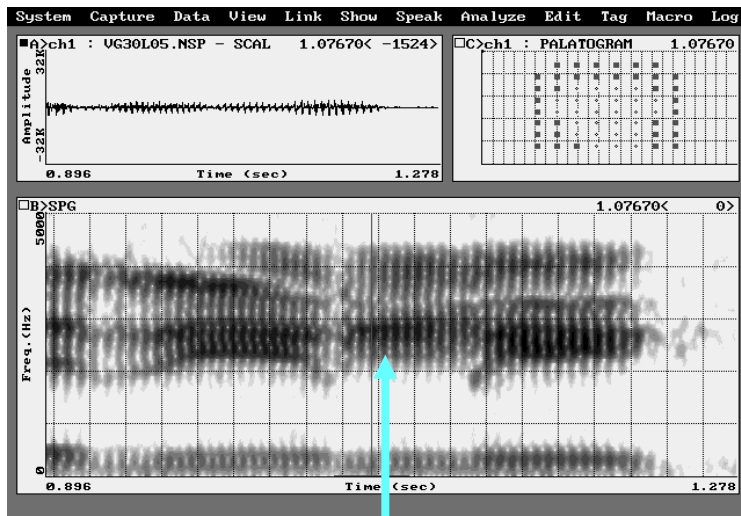 System Capture Data View Link Show Speak Analyze Edit Tag Macro Log
A>ch1 : VG30L05.NSP - SCAL 1.07670< -1524>
32K
Amplitude
-32K
0.896 Time (sec) 1.278
C>ch1 : PALATOGRAM 1.07670
B>SPG 1.07670< 0>
5000
Freq.(Hz)
0
0.896 Time (sec) 1.278